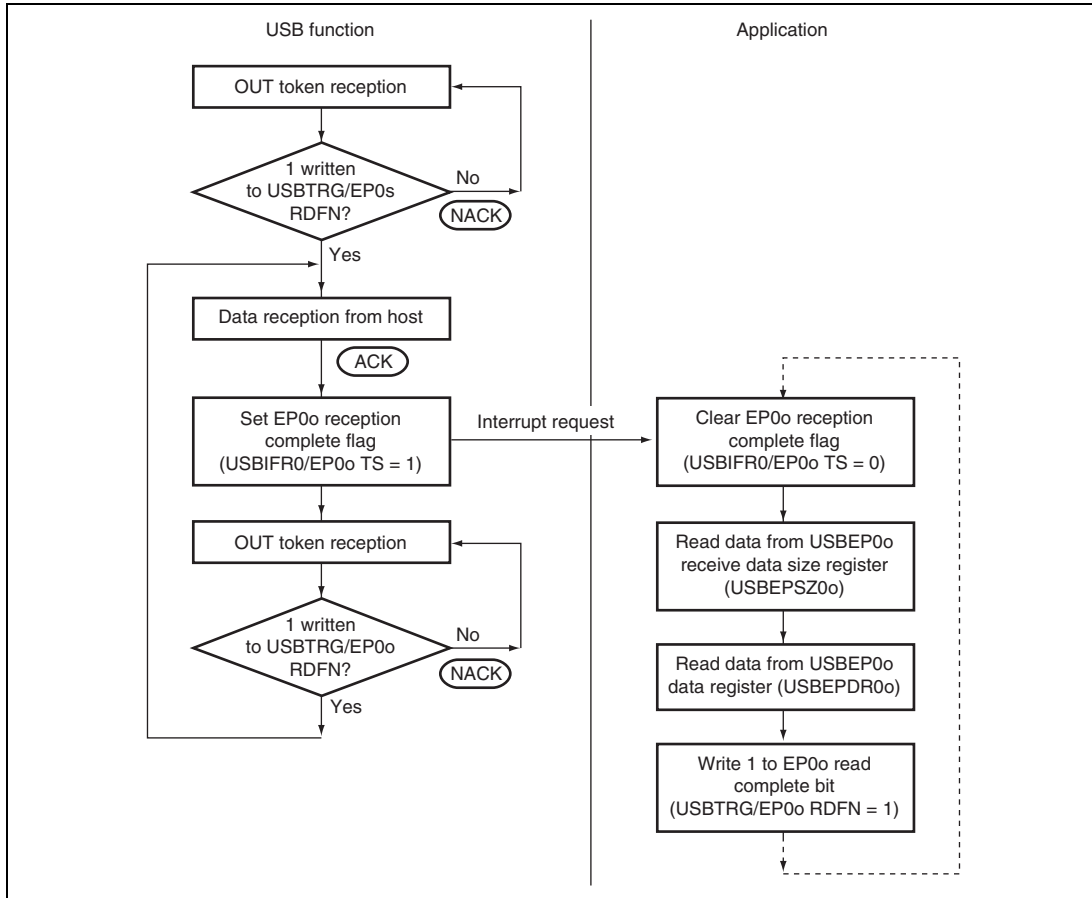 USB function
Application
OUT token reception
1 written
to USBTRG/EP0s
RDFN?
No
NACK
Yes
Data reception from host
ACK
Set EP0o reception
complete flag
(USBIFR0/EP0o TS = 1)
Interrupt request
Clear EP0o reception
complete flag
(USBIFR0/EP0o TS = 0)
OUT token reception
Read data from USBEP0o
receive data size register
(USBEPSZ0o)
1 written
to USBTRG/EP0o
RDFN?
No
NACK
Yes
Read data from USBEP0o
data register (USBEPDR0o)
Write 1 to EP0o read
complete bit
(USBTRG/EP0o RDFN = 1)